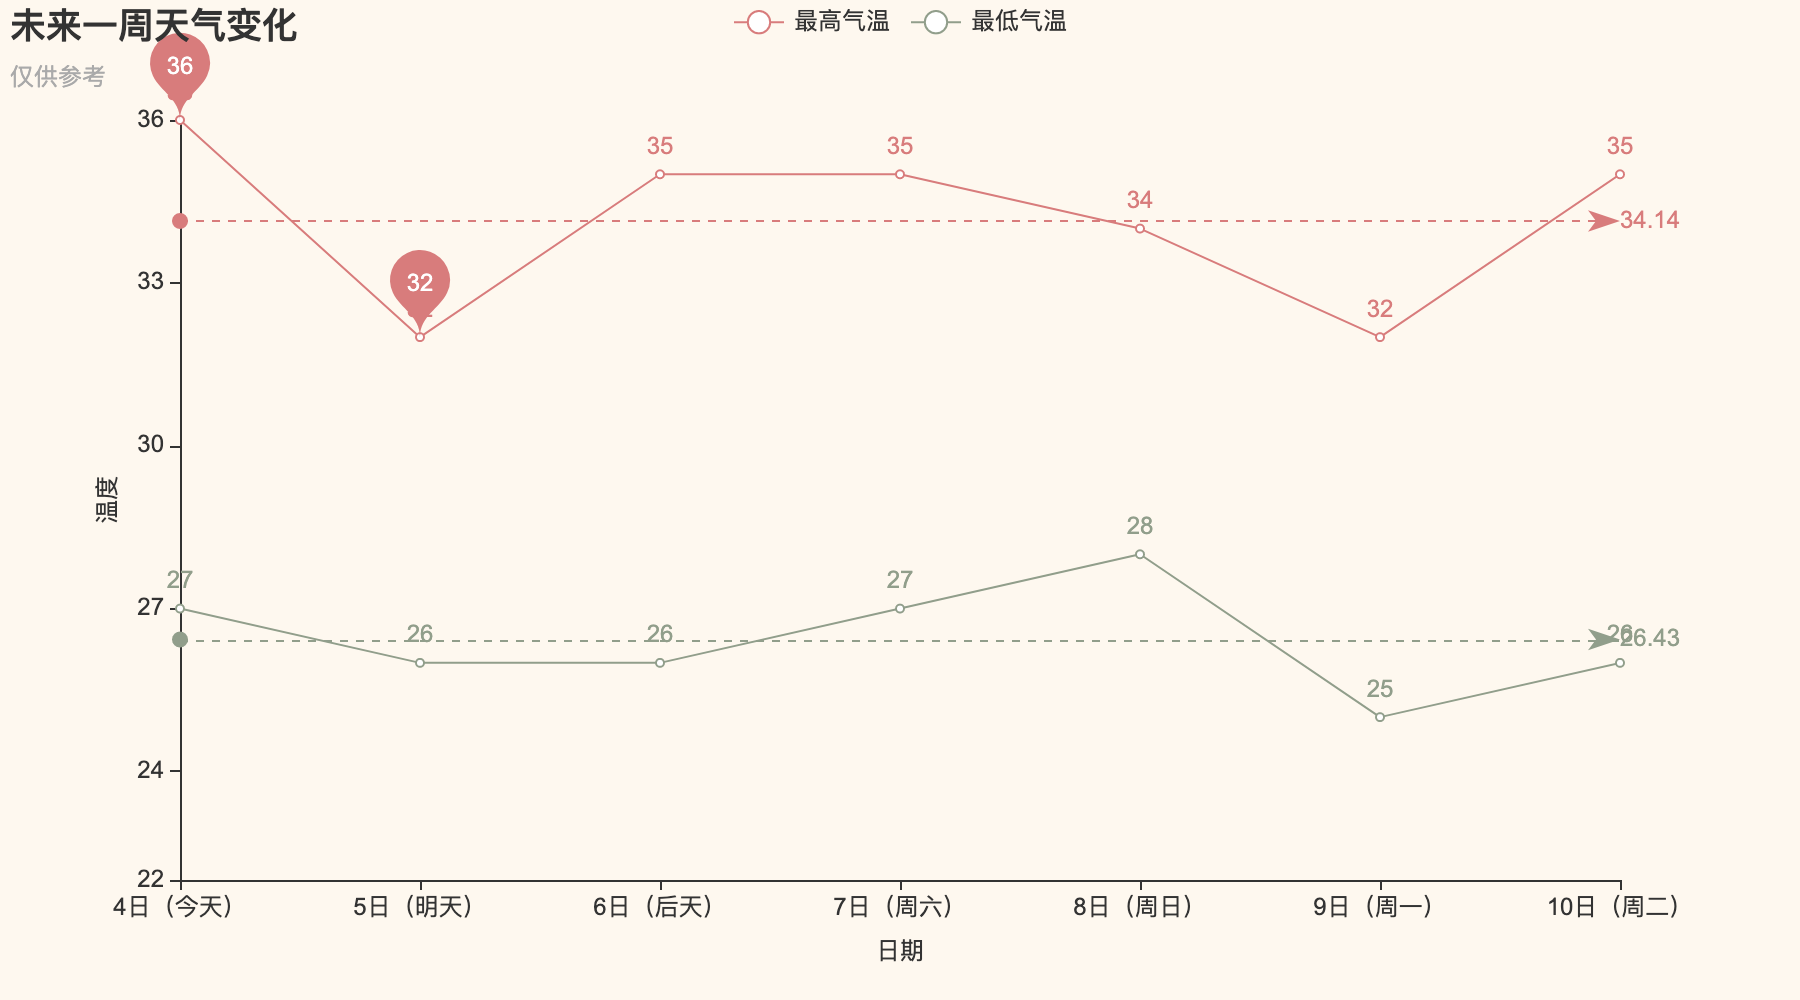 未来一周天气变化
仅供参考
最高气温
最低气温
36
33
30
27
24
22
温度
36
32
35
35
34
32
35
34.14
27
26
26
27
28
25
26
26.43
4日（今天）
5日（明天）
6日（后天）
7日（周六）
8日（周日）
9日（周一）
10日（周二）
日期